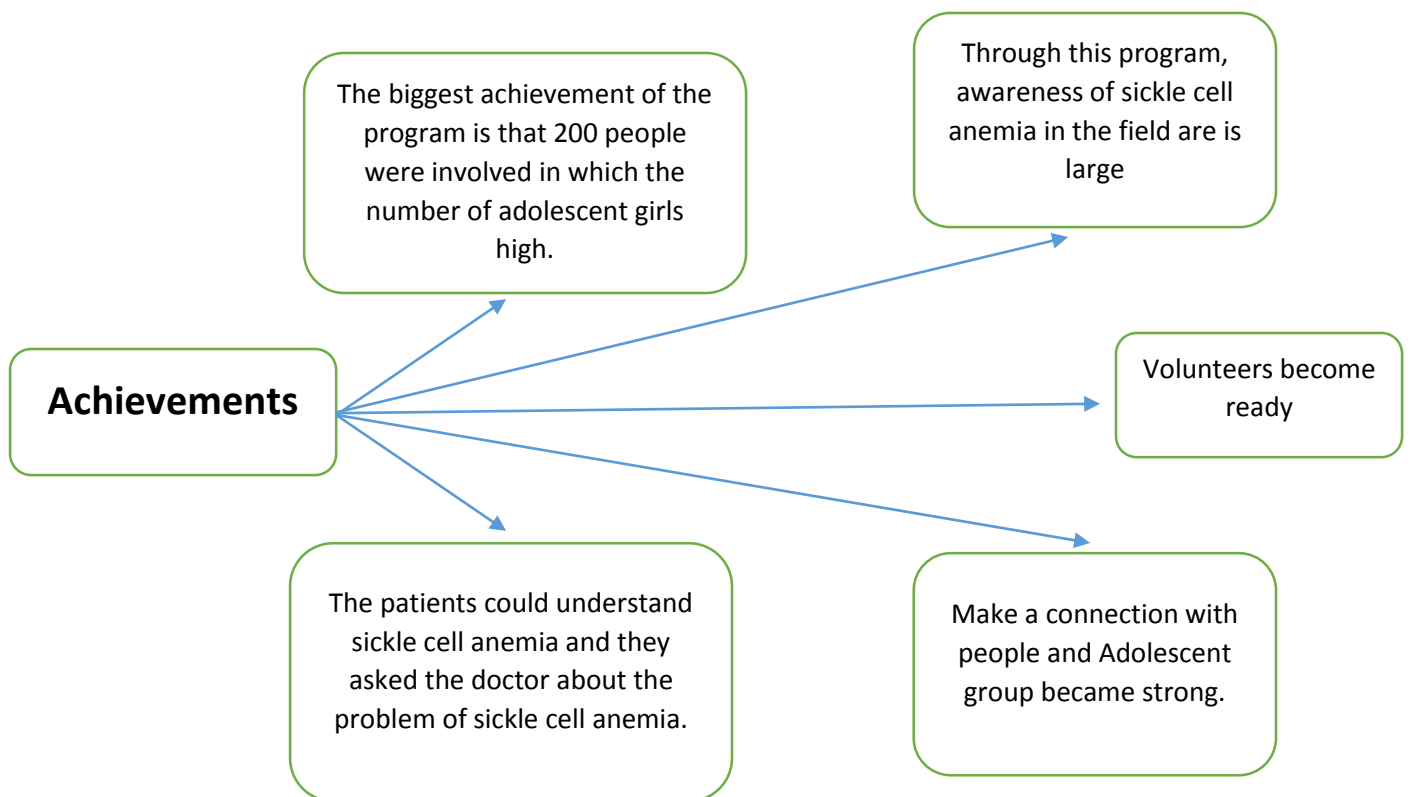 Achievements
The biggest achievement of the
program is that 200 people
were involved in which the
number of adolescent girls
high.
Through this program,
awareness of sickle cell
anemia in the field are is
large
Volunteers become
ready
The patients could understand
sickle cell anemia and they
asked the doctor about the
problem of sickle cell anemia.
Make a connection with
people and Adolescent
group became strong.